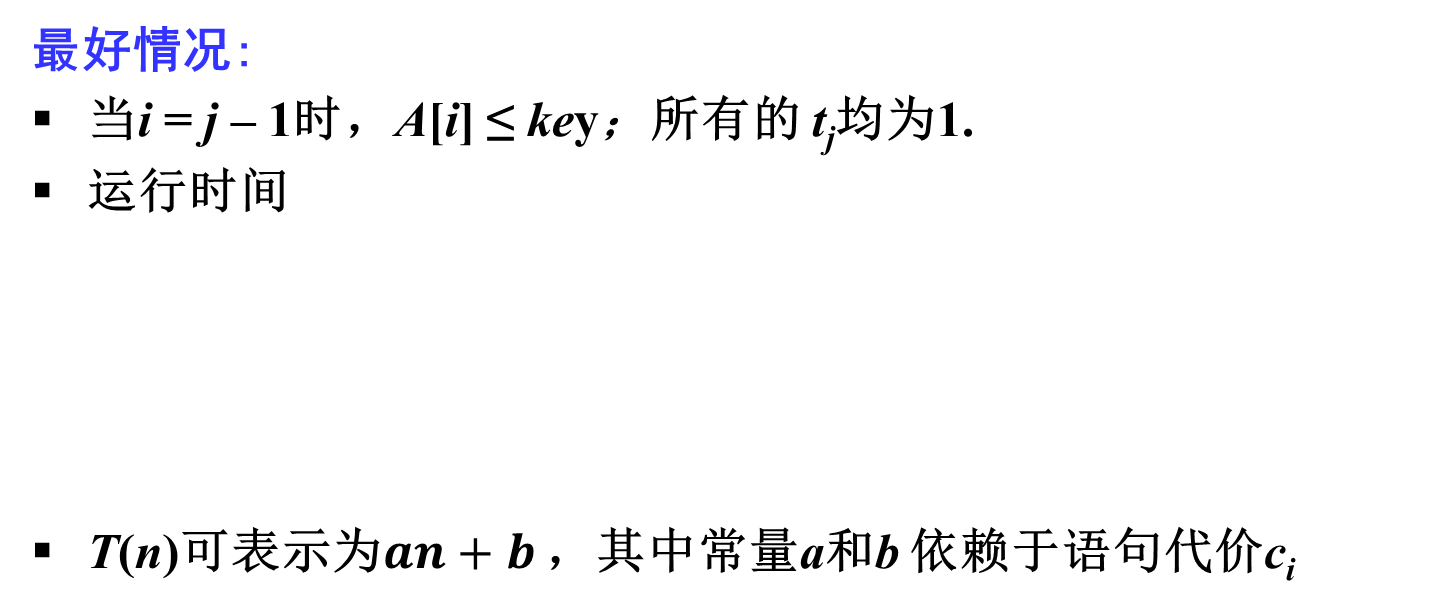 最好情况:
▪ 当i = j – 1时，A[i] ≤ key；所有的 tj均为1.
▪ 运行时间
▪ T(n)可表示为an + b，其中常量a和b 依赖于语句代价ci